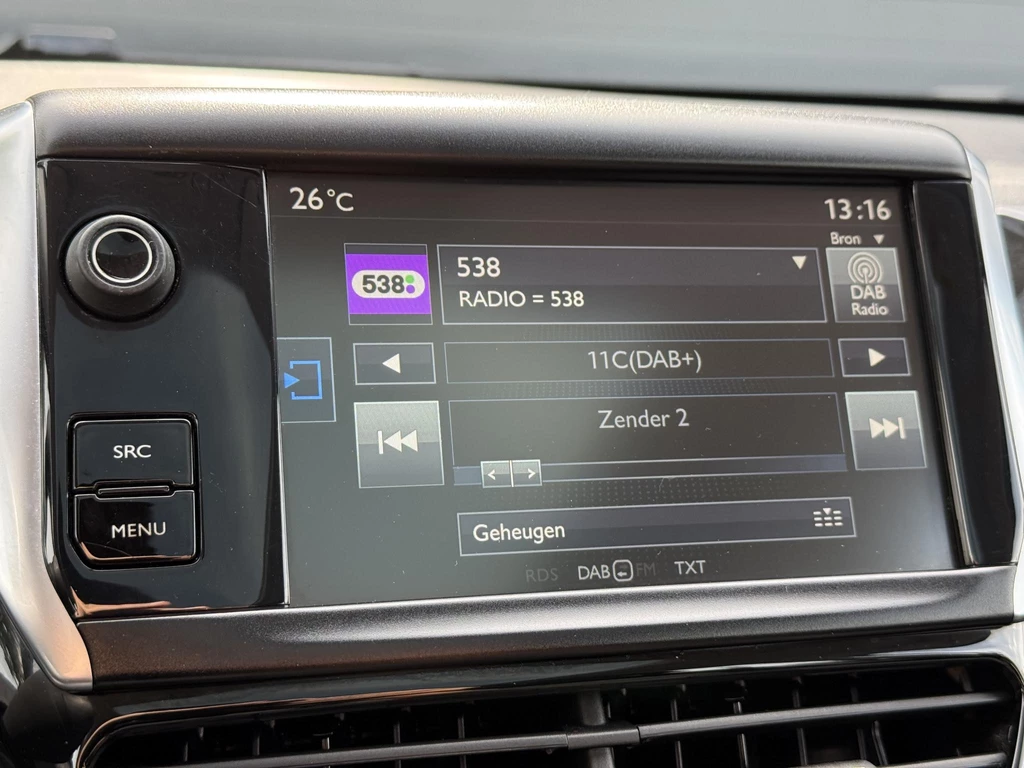 26°C
13:16
Bron
538
538
RADIO = 538
DAB
Radio
11C(DAB+)
SRC
Zender 2
MENU
Geheugen
RDS DAB FM TXT